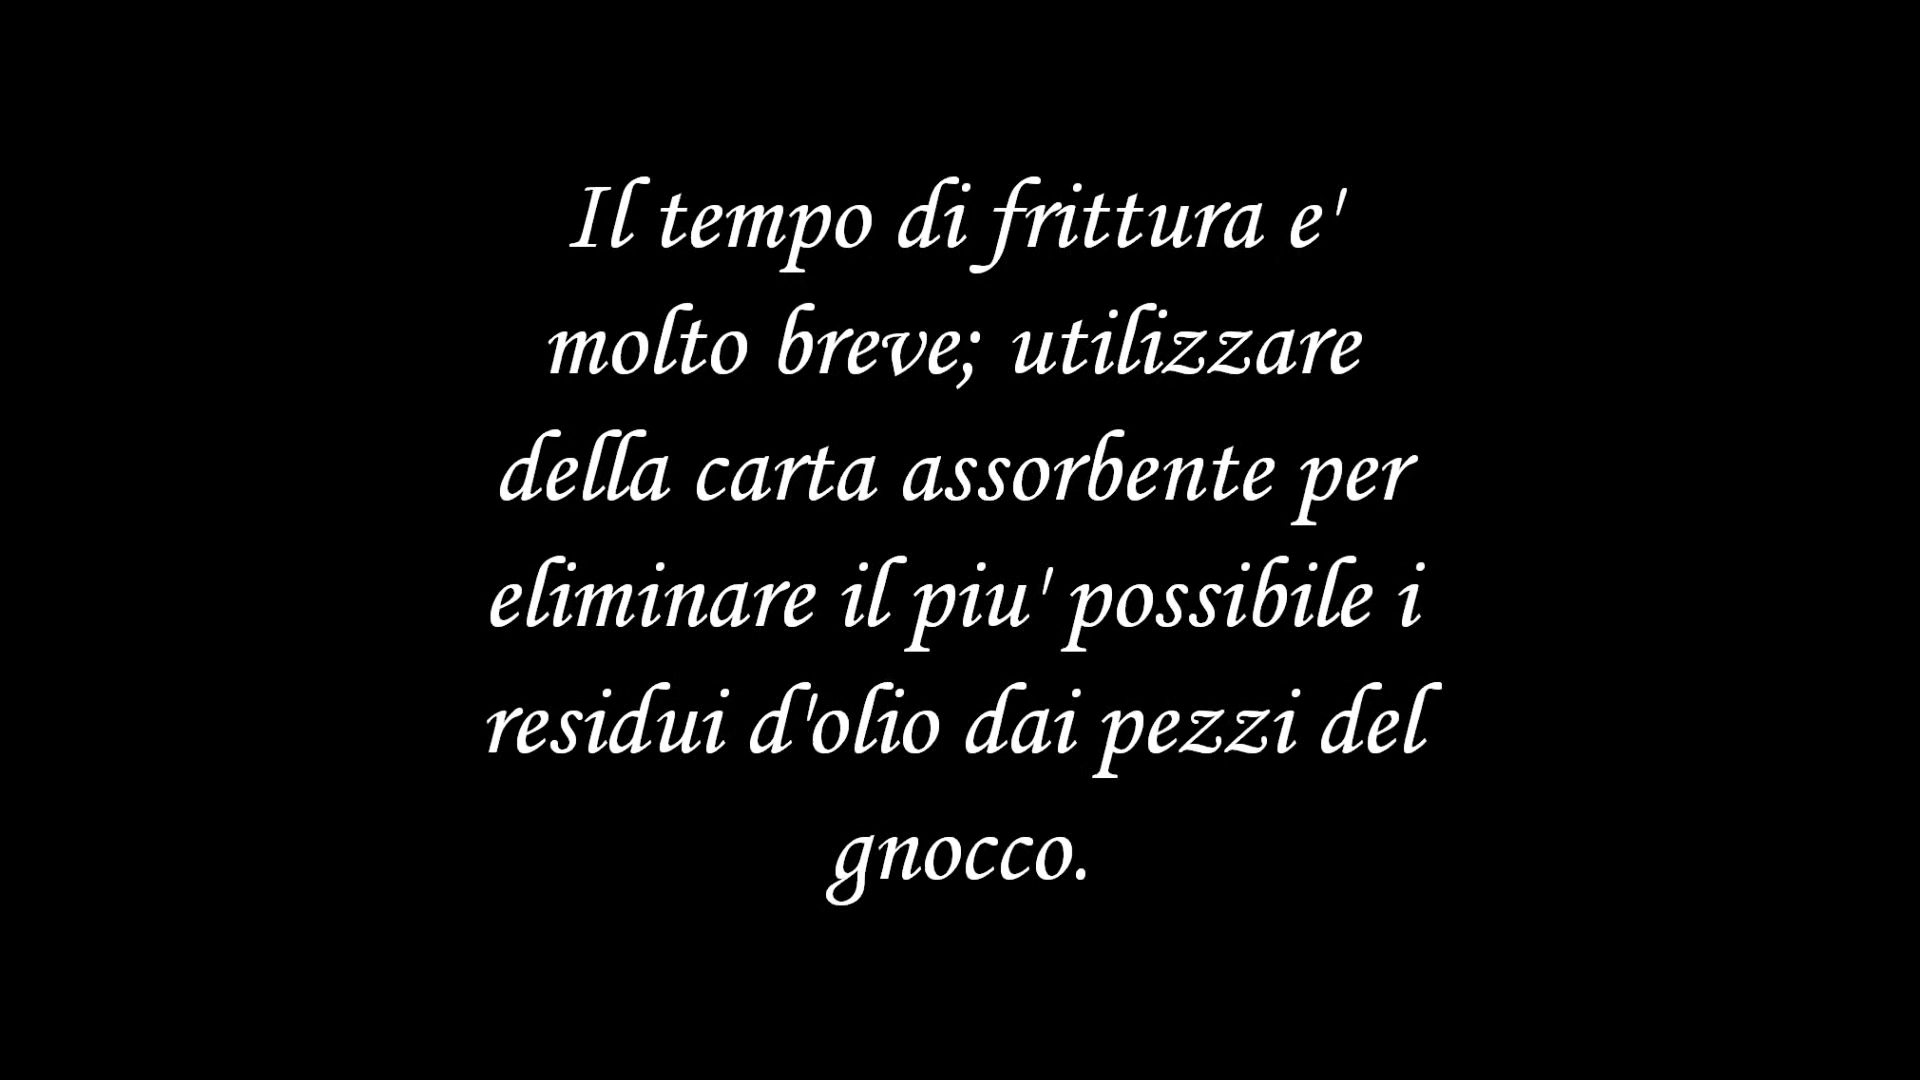 Il tempo di frittura e'
molto breve; utilizzare
della carta assorbente per
eliminare il piu' possibile i
residui d'olio dai pezzi del
gnocco.